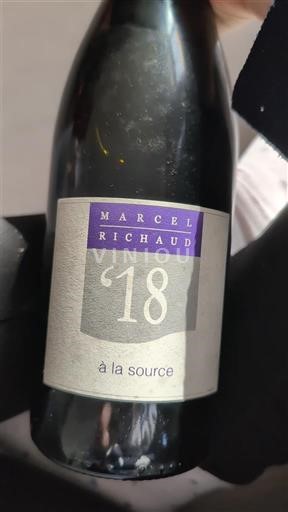 MARCEL
RICHAUD
VINIOU
‘18
à la source